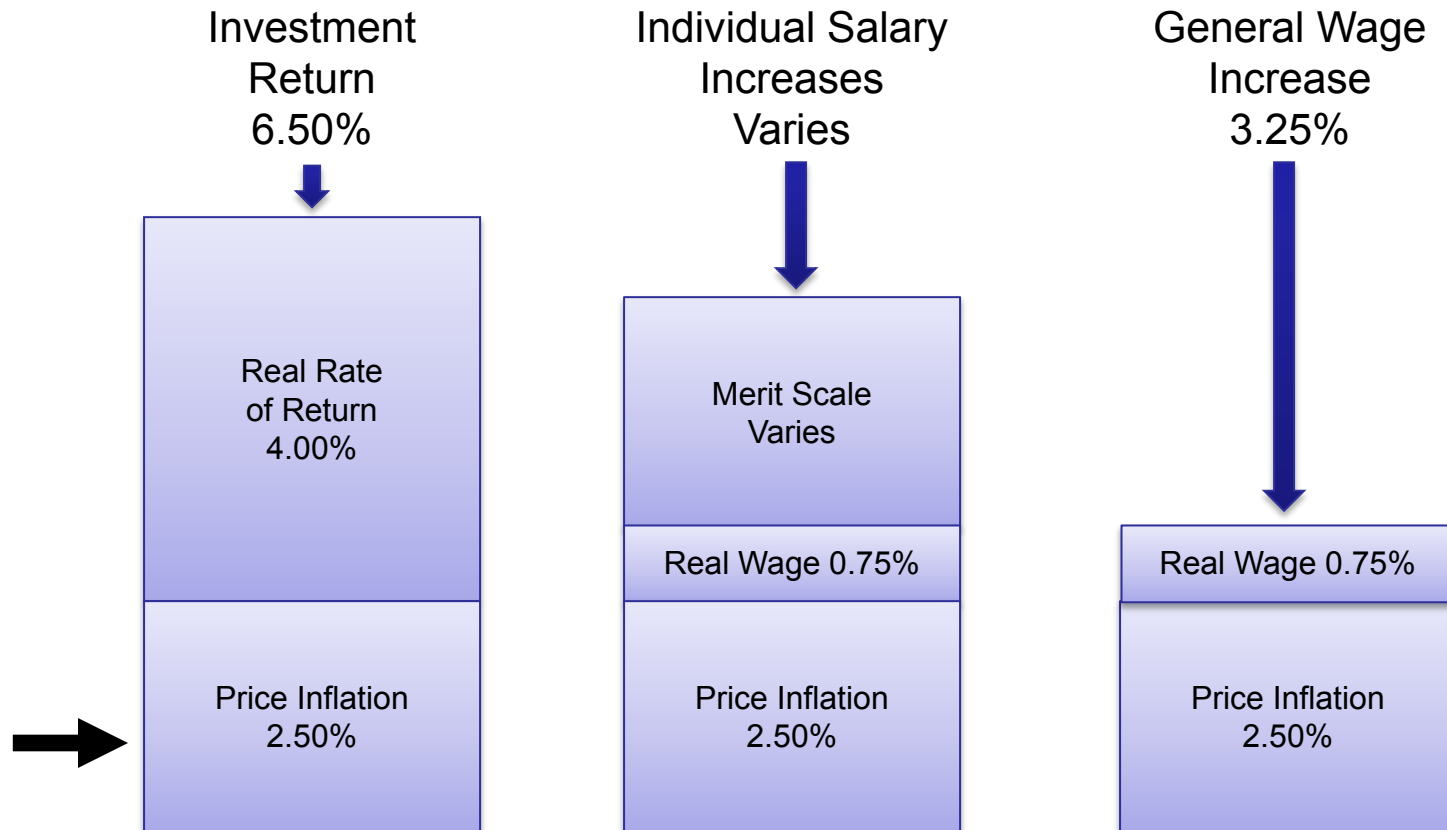 Investment
Return
6.50%
Individual Salary
Increases
Varies
General Wage
Increase
3.25%
Real Rate
of Return
4.00%
Merit Scale
Varies
Real Wage 0.75%
Real Wage 0.75%
Price Inflation
2.50%
Price Inflation
2.50%
Price Inflation
2.50%